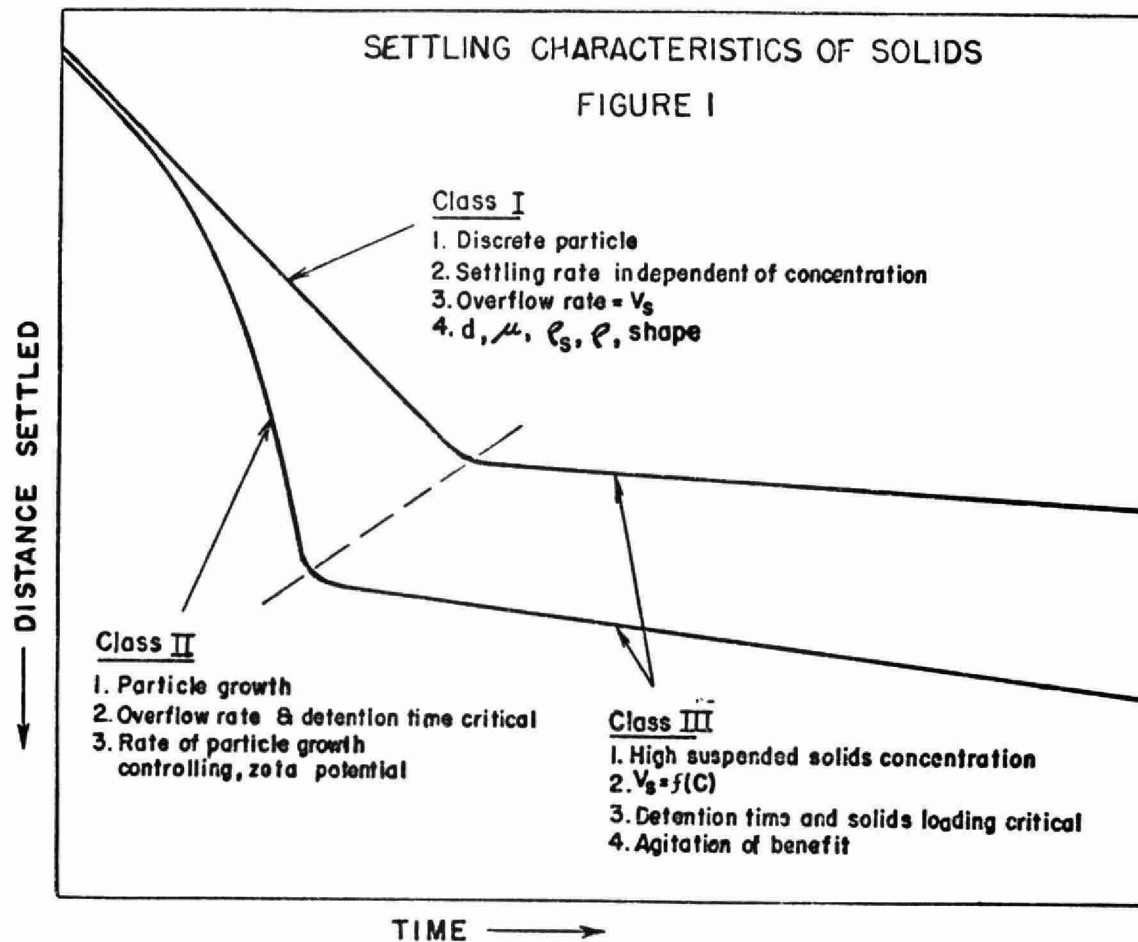 SETTLING CHARACTERISTICS OF SOLIDS
FIGURE I
Class I
1. Discrete particle
2. Settling rate independent of concentration
3. Overflow rate = Vs
4. d, μ, ρs, ρ, shape
DISTANCE SETTLED
Class II
1. Particle growth
2. Overflow rate & detention time critical
3. Rate of particle growth
controlling, zota potential
Class III
1. High suspended solids concentration
2. Vs = f(C)
3. Detention time and solids loading critical
4. Agitation of benefit
TIME